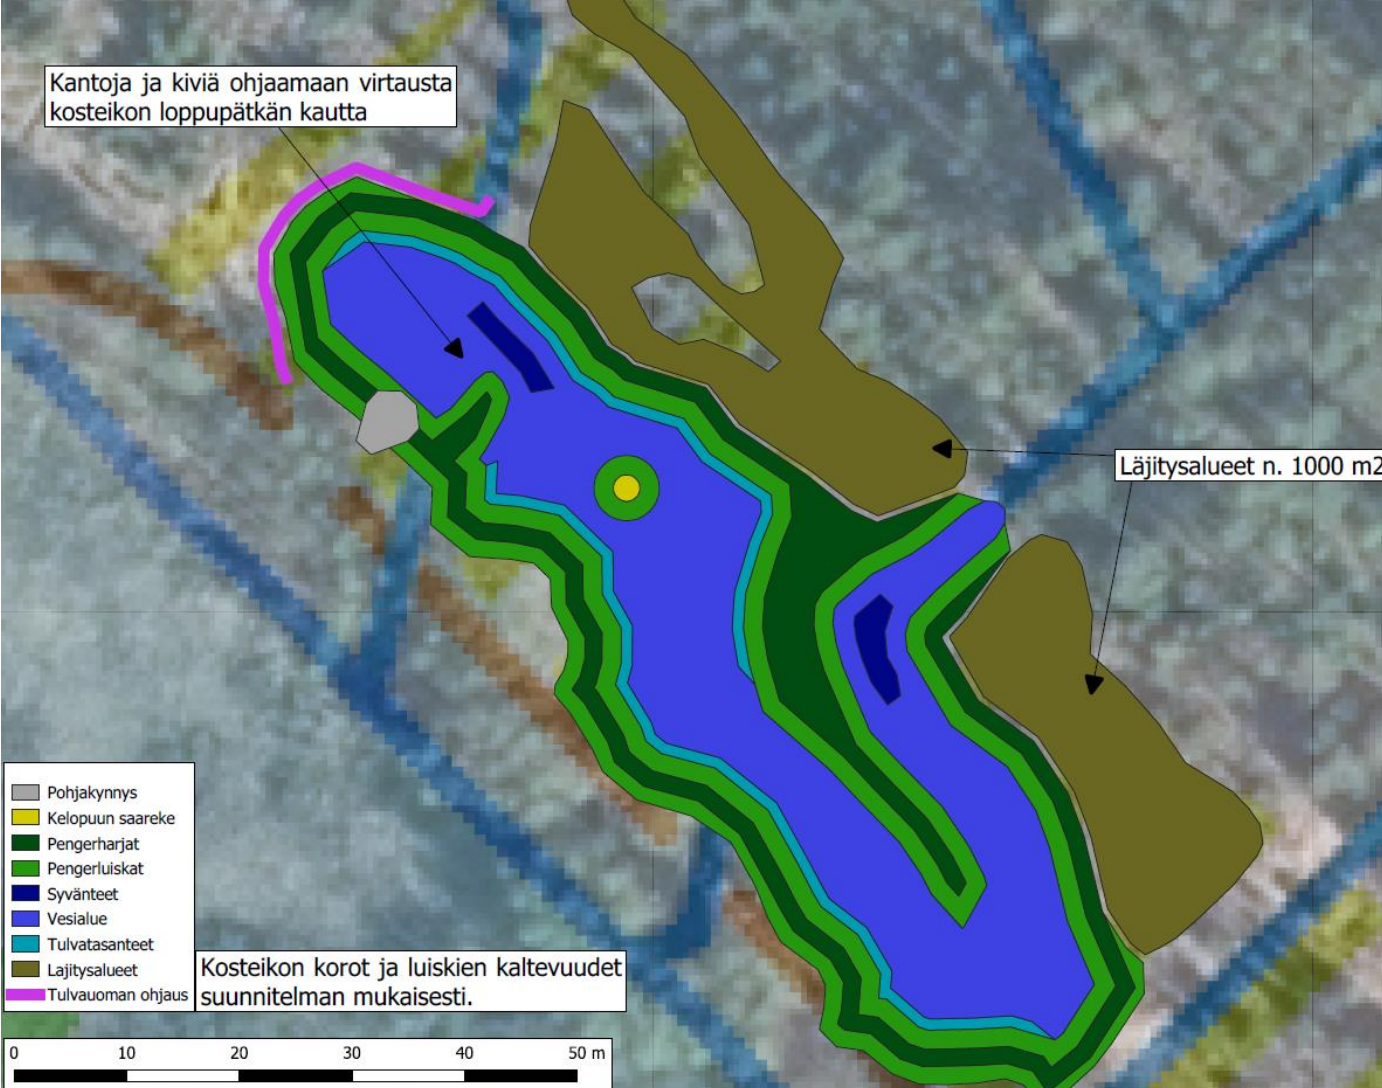 Kantoja ja kiviä ohjaamaan virtausta
kosteikon loppupätkän kautta
Läjitysalueet n. 1000 m2
Pohjakynnys
Kelopuun saareke
Pengerharjat
Pengerluiskat
Syvänteet
Vesialue
Tulvatasanteet
Lajitysalueet
Tulvauoman ohjaus
Kosteikon korot ja luiskien kaltevuudet
suunnitelman mukaisesti.
0 10 20 30 40 50 m